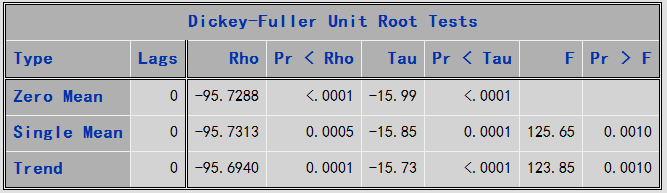 Dickey-Fuller Unit Root Tests
Type Lags Rho Pr < Rho Tau Pr < Tau F Pr > F
Zero Mean 0 -95.7288 <.0001 -15.99 <.0001
Single Mean 0 -95.7313 0.0005 -15.85 0.0001 125.65 0.0010
Trend 0 -95.6940 0.0001 -15.73 <.0001 123.85 0.0010